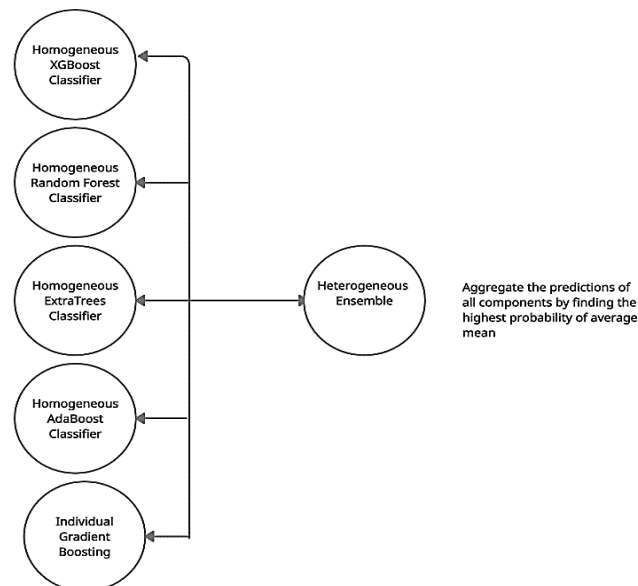 Homogeneous
XGBoost
Classifier
Homogeneous
Random Forest
Classifier
Homogeneous
ExtraTrees
Classifier
Heterogeneous
Ensemble
Aggregate the predictions of
all components by finding the
highest probability of average
mean
Homogeneous
AdaBoost
Classifier
Individual
Gradient
Boosting